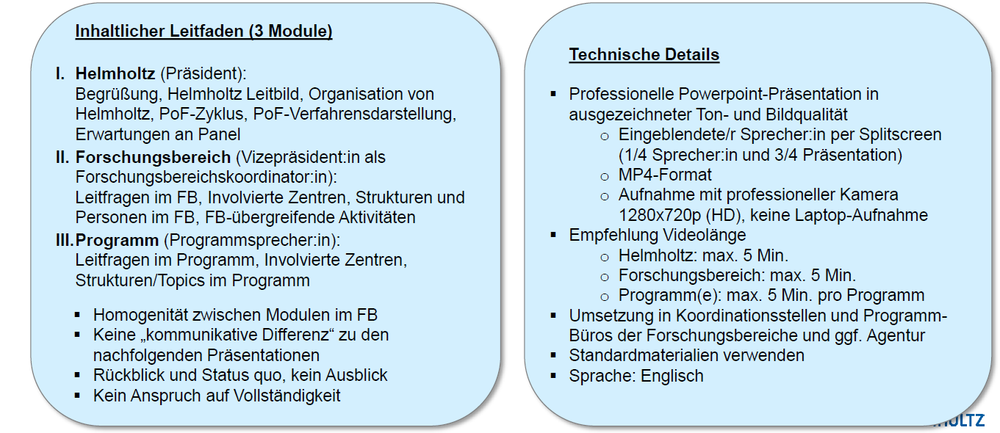 Inhaltlicher Leitfaden (3 Module)
I. Helmholtz (Präsident):
Begrüßung, Helmholtz Leitbild, Organisation von
Helmholtz, PoF-Zyklus, PoF-Verfahrensdarstellung,
Erwartungen an Panel
II. Forschungsbereich (Vizepräsident:in als
Forschungsbereichskoordinator:in):
Leitfragen im FB, Involvierte Zentren, Strukturen und
Personen im FB, FB-übergreifende Aktivitäten
III. Programm (Programmsprecher:in):
Leitfragen im Programm, Involvierte Zentren,
Strukturen/Topics im Programm
▪ Homogenität zwischen Modulen im FB
▪ Keine „kommunikative Differenz“ zu den
nachfolgenden Präsentationen
▪ Rückblick und Status quo, kein Ausblick
▪ Kein Anspruch auf Vollständigkeit
Technische Details
▪ Professionelle Powerpoint-Präsentation in
ausgezeichneter Ton- und Bildqualität
o Eingeblendete/r Sprecher:in per Splitscreen
(1/4 Sprecher:in und 3/4 Präsentation)
o MP4-Format
o Aufnahme mit professioneller Kamera
1280x720p (HD), keine Laptop-Aufnahme
▪ Empfehlung Videolänge
o Helmholtz: max. 5 Min.
o Forschungsbereich: max. 5 Min.
o Programm(e): max. 5 Min. pro Programm
▪ Umsetzung in Koordinationsstellen und Programm-
Büros der Forschungsbereiche und ggf. Agentur
▪ Standardmaterialien verwenden
▪ Sprache: Englisch